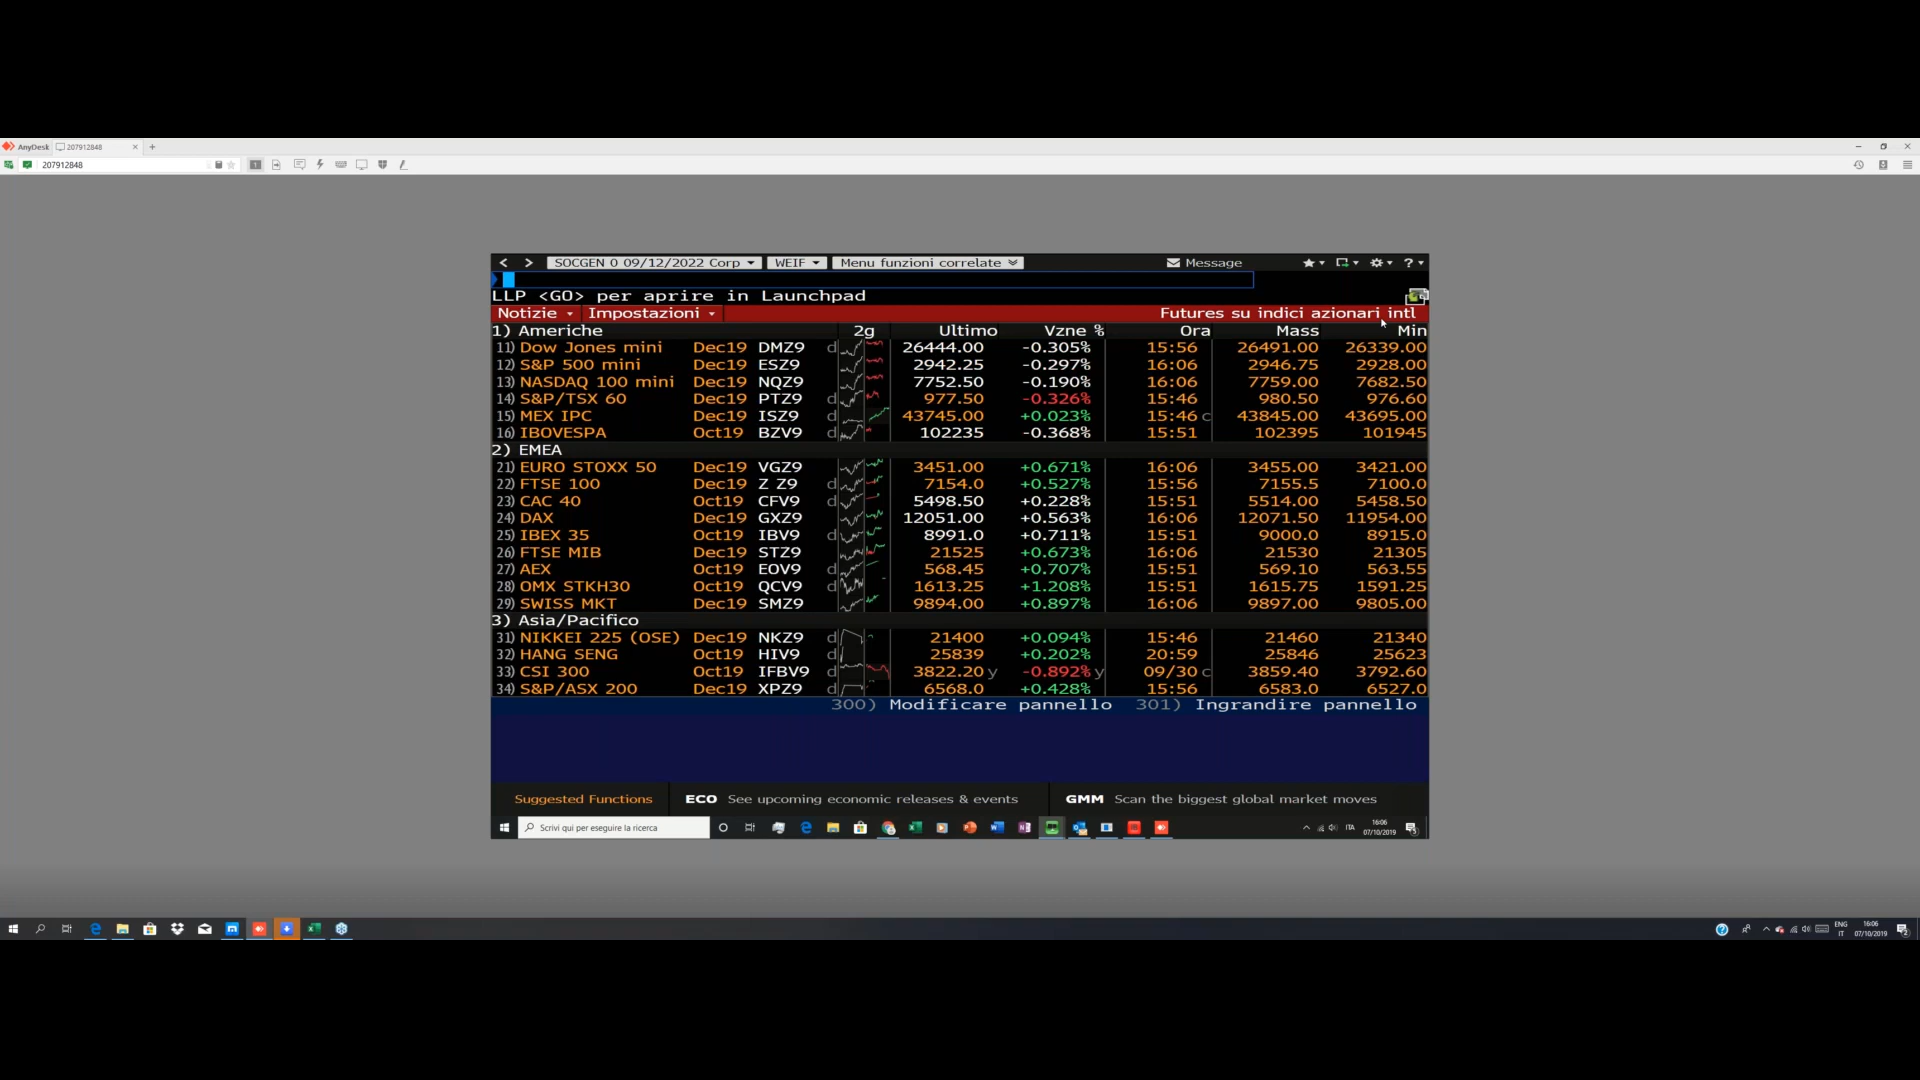 AnyDesk 207912848
207912848
SOCGEN 0 09/12/2022 Corp WEIF Menu funzioni correlate Message
LLP <GO> per aprire in Launchpad
Notizie Impostazioni Futures su indici azionari intl
1) Americhe 2g Ultimo Vzne % Ora Mass Min
11) Dow Jones mini Dec19 DMZ9 d 26444.00 -0.305% 15:56 26491.00 26339.00
12) S&P 500 mini Dec19 ESZ9 2942.25 -0.297% 16:06 2946.75 2928.00
13) NASDAQ 100 mini Dec19 NQZ9 7752.50 -0.190% 16:06 7759.00 7682.50
14) S&P/TSX 60 Dec19 PTZ9 d 977.50 -0.326% 15:46 980.50 976.60
15) MEX IPC Dec19 ISZ9 d 43745.00 +0.023% 15:46 c 43845.00 43695.00
16) IBOVESPA Oct19 BZV9 d 102235 -0.368% 15:51 102395 101945
2) EMEA
21) EURO STOXX 50 Dec19 VGZ9 3451.00 +0.671% 16:06 3455.00 3421.00
22) FTSE 100 Dec19 Z Z9 d 7154.0 +0.527% 15:56 7155.5 7100.0
23) CAC 40 Oct19 CFV9 d 5498.50 +0.228% 15:51 5514.00 5458.50
24) DAX Dec19 GXZ9 12051.00 +0.563% 16:06 12071.50 11954.00
25) IBEX 35 Oct19 IBV9 d 8991.0 +0.711% 15:51 9000.0 8915.0
26) FTSE MIB Dec19 STZ9 21525 +0.673% 16:06 21530 21305
27) AEX Oct19 EOV9 d 568.45 +0.707% 15:51 569.10 563.55
28) OMX STKH30 Oct19 QCV9 d 1613.25 +1.208% 15:51 1615.75 1591.25
29) SWISS MKT Dec19 SMZ9 9894.00 +0.897% 16:06 9897.00 9805.00
3) Asia/Pacifico
31) NIKKEI 225 (OSE) Dec19 NKZ9 d 21400 +0.094% 15:46 21460 21340
32) HANG SENG Oct19 HIV9 d 25839 +0.202% 20:59 25846 25623
33) CSI 300 Oct19 IFBV9 d 3822.20 y -0.892% y 09/30 c 3859.40 3792.60
34) S&P/ASX 200 Dec19 XPZ9 d 6568.0 +0.428% 15:56 6583.0 6527.0
300) Modificare pannello 301) Ingrandire pannello
Suggested Functions ECO See upcoming economic releases & events GMM Scan the biggest global market moves
Scrivi qui per eseguire la ricerca ITA 16:06
07/10/2019
ENG 16:06
IT 07/10/2019